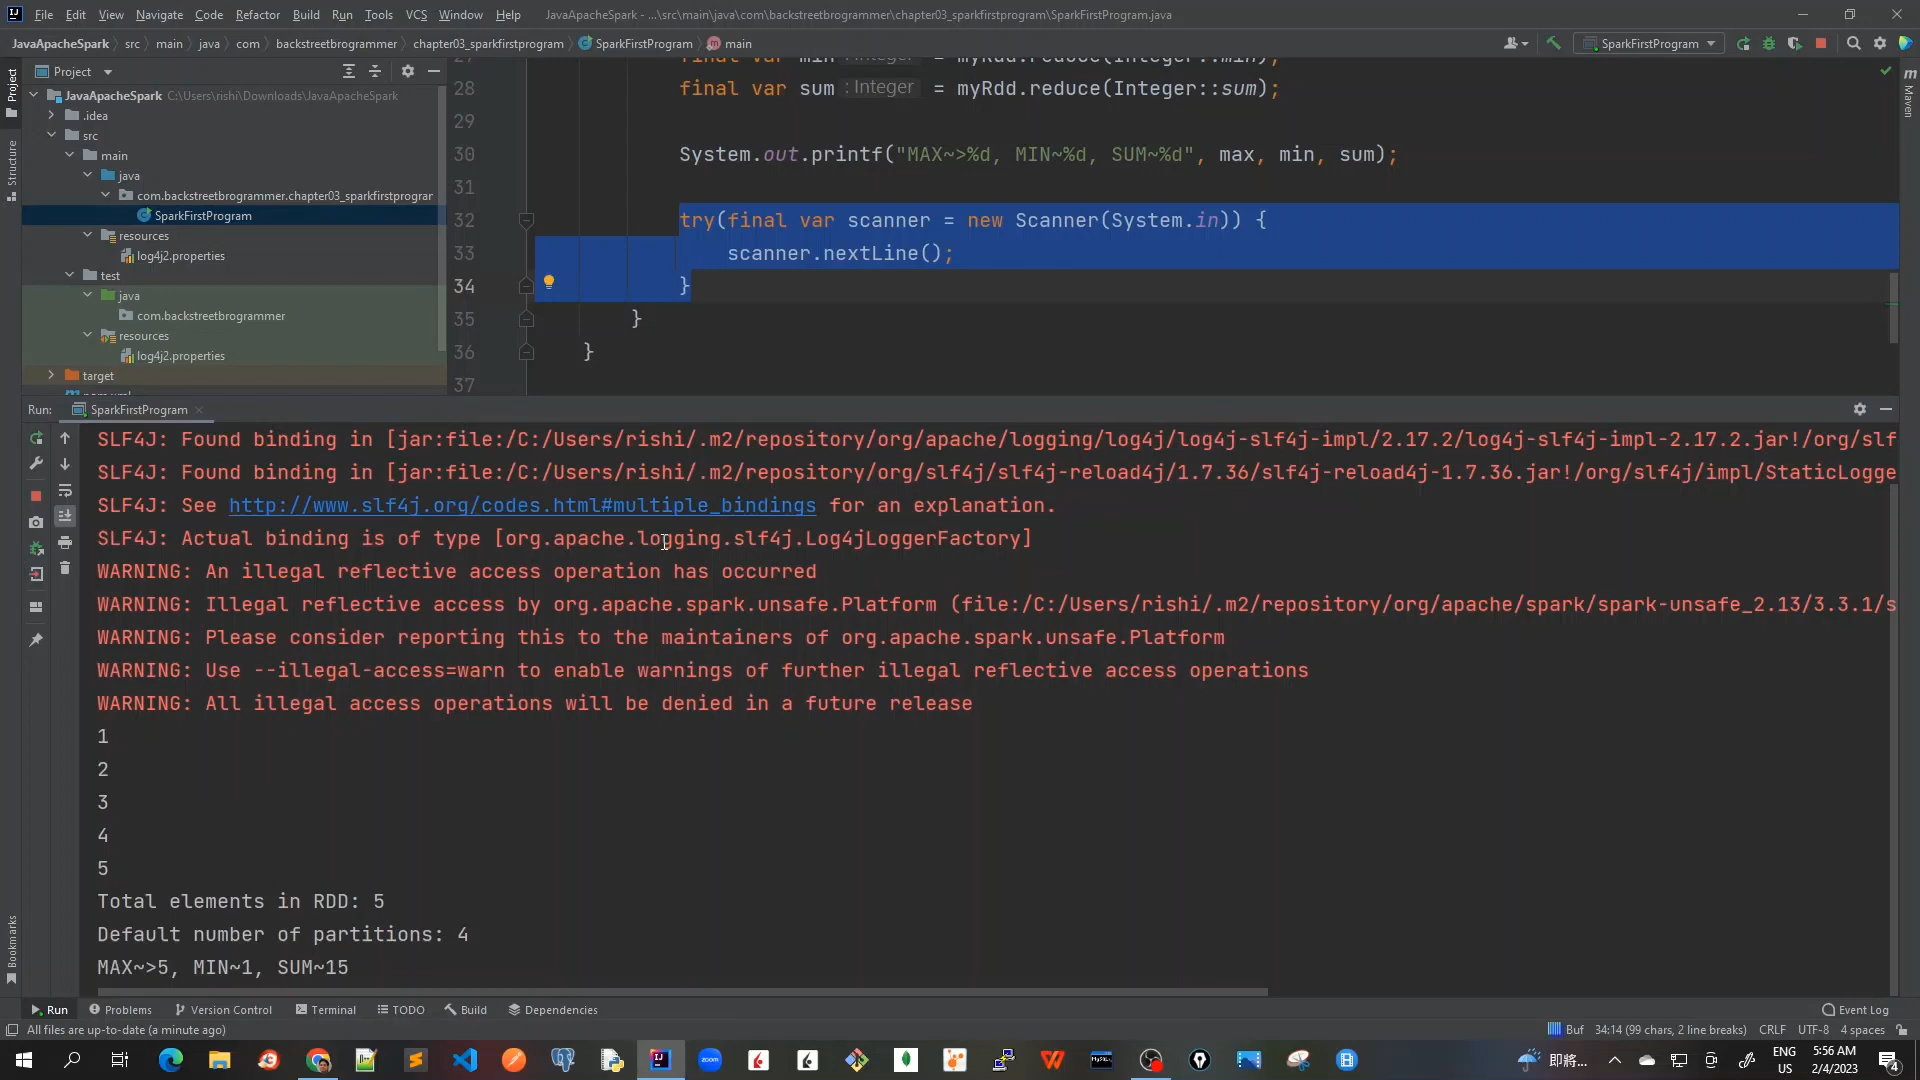 File Edit View Navigate Code Refactor Build Run Tools VCS Window Help JavaApacheSpark - ...\src\main\java\com\backstreetbrogrammer\chapter03_sparkfirstprogram\SparkFirstProgram.java
JavaApacheSpark src main java com backstreetbrogrammer chapter03_sparkfirstprogram SparkFirstProgram main SparkFirstProgram
Project
Project
Structure
Bookmarks
Maven
JavaApacheSpark C:\Users\rishi\Downloads\JavaApacheSpark
.idea
src
main
java
com.backstreetbrogrammer.chapter03_sparkfirstprogram
SparkFirstProgram
resources
log4j2.properties
test
java
com.backstreetbrogrammer
resources
log4j2.properties
target
27 final var min : Integer = myRdd.reduce(Integer::min);
28 final var sum : Integer = myRdd.reduce(Integer::sum);
29
30 System.out.printf("MAX~>%d, MIN~%d, SUM~%d", max, min, sum);
31
32 try(final var scanner = new Scanner(System.in)) {
33 scanner.nextLine();
34 }
35 }
36 }
37
Run: SparkFirstProgram
SLF4J: Found binding in [jar:file:/C:/Users/rishi/.m2/repository/org/apache/logging/log4j/log4j-slf4j-impl/2.17.2/log4j-slf4j-impl-2.17.2.jar!/org/slf
SLF4J: Found binding in [jar:file:/C:/Users/rishi/.m2/repository/org/slf4j/slf4j-reload4j/1.7.36/slf4j-reload4j-1.7.36.jar!/org/slf4j/impl/StaticLogge
SLF4J: See http://www.slf4j.org/codes.html#multiple_bindings for an explanation.
SLF4J: Actual binding is of type [org.apache.logging.slf4j.Log4jLoggerFactory]
WARNING: An illegal reflective access operation has occurred
WARNING: Illegal reflective access by org.apache.spark.unsafe.Platform (file:/C:/Users/rishi/.m2/repository/org/apache/spark/spark-unsafe_2.13/3.3.1/s
WARNING: Please consider reporting this to the maintainers of org.apache.spark.unsafe.Platform
WARNING: Use --illegal-access=warn to enable warnings of further illegal reflective access operations
WARNING: All illegal access operations will be denied in a future release
1
2
3
4
5
Total elements in RDD: 5
Default number of partitions: 4
MAX~>5, MIN~1, SUM~15
Run Problems Version Control Terminal TODO Build Dependencies Event Log
All files are up-to-date (a minute ago) Buf 34:14 (99 chars, 2 line breaks) CRLF UTF-8 4 spaces
即將... ENG US 5:56 AM 2/4/2023 4